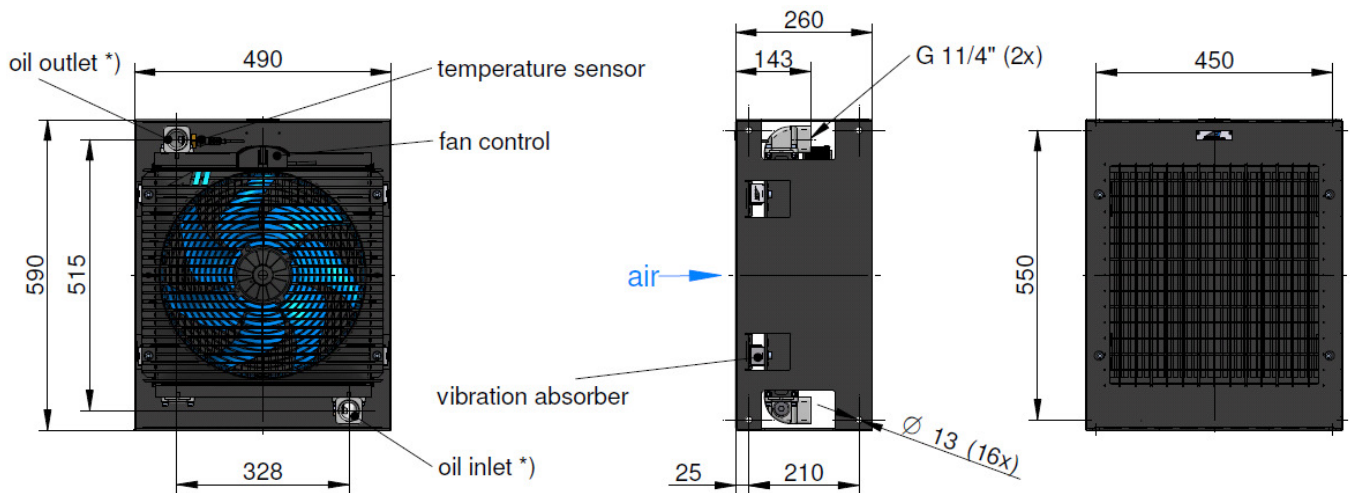 260
oil outlet *)
490
temperature sensor
143
G 11/4" (2x)
450
fan control
590
515
air
550
vibration absorber
oil inlet *)
328
25
210
Ø 13 (16x)